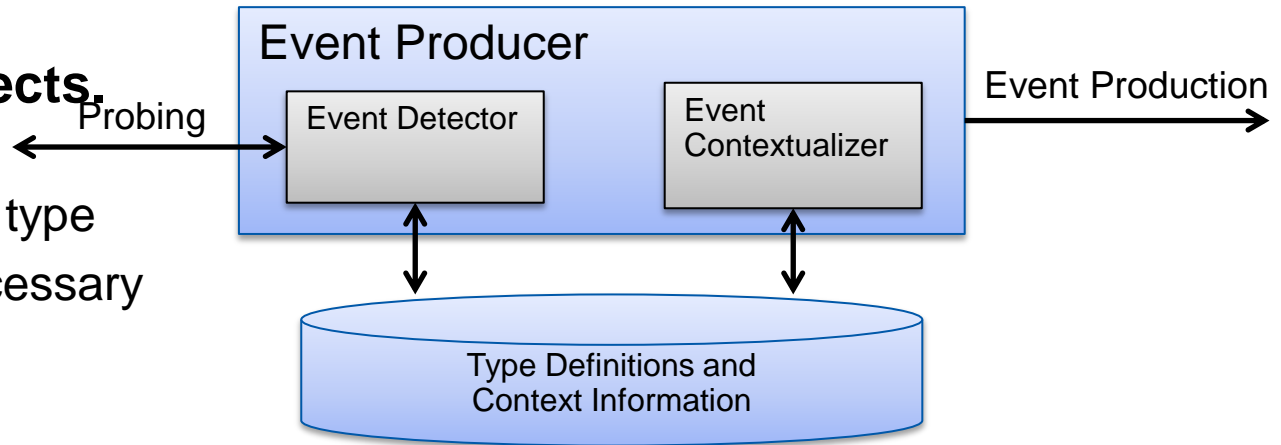 Event Producer
ects.
Probing
Event Detector
Event
Contextualizer
Event Production
type
cessary
Type Definitions and
Context Information